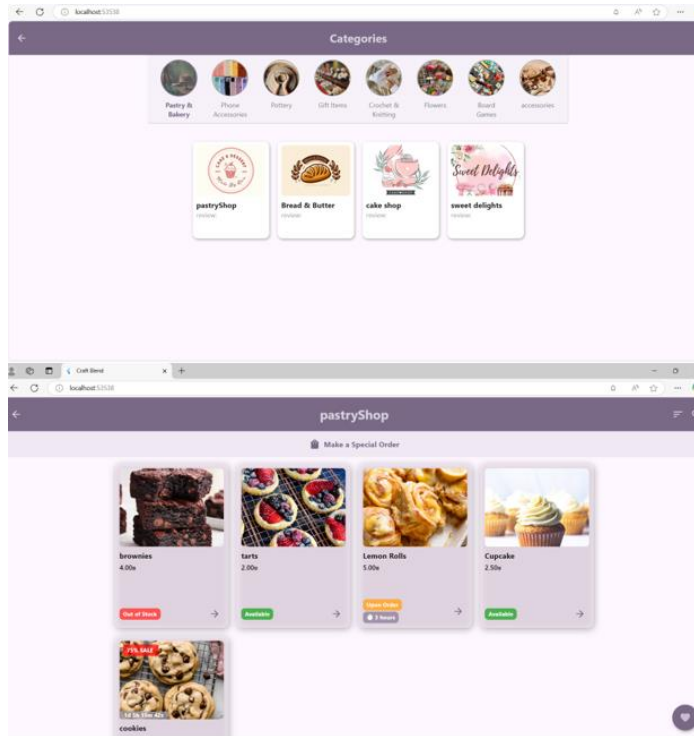 localhost:53538
Categories
Pastry & Bakery
Phone Accessories
Pottery
Gift Items
Crochet & Knitting
Flowers
Board Games
accessories
CAKE & DESSERT
Sweet Delights
pastryShop
review:
Bread & Butter
review:
cake shop
review:
sweet delights
review:
Craft Blend
localhost:53538
pastryShop
Make a Special Order
brownies
4.00₪
Out of Stock
tarts
2.00₪
Available
Lemon Rolls
5.00₪
Upon Order
3 hours
Cupcake
2.50₪
Available
cookies